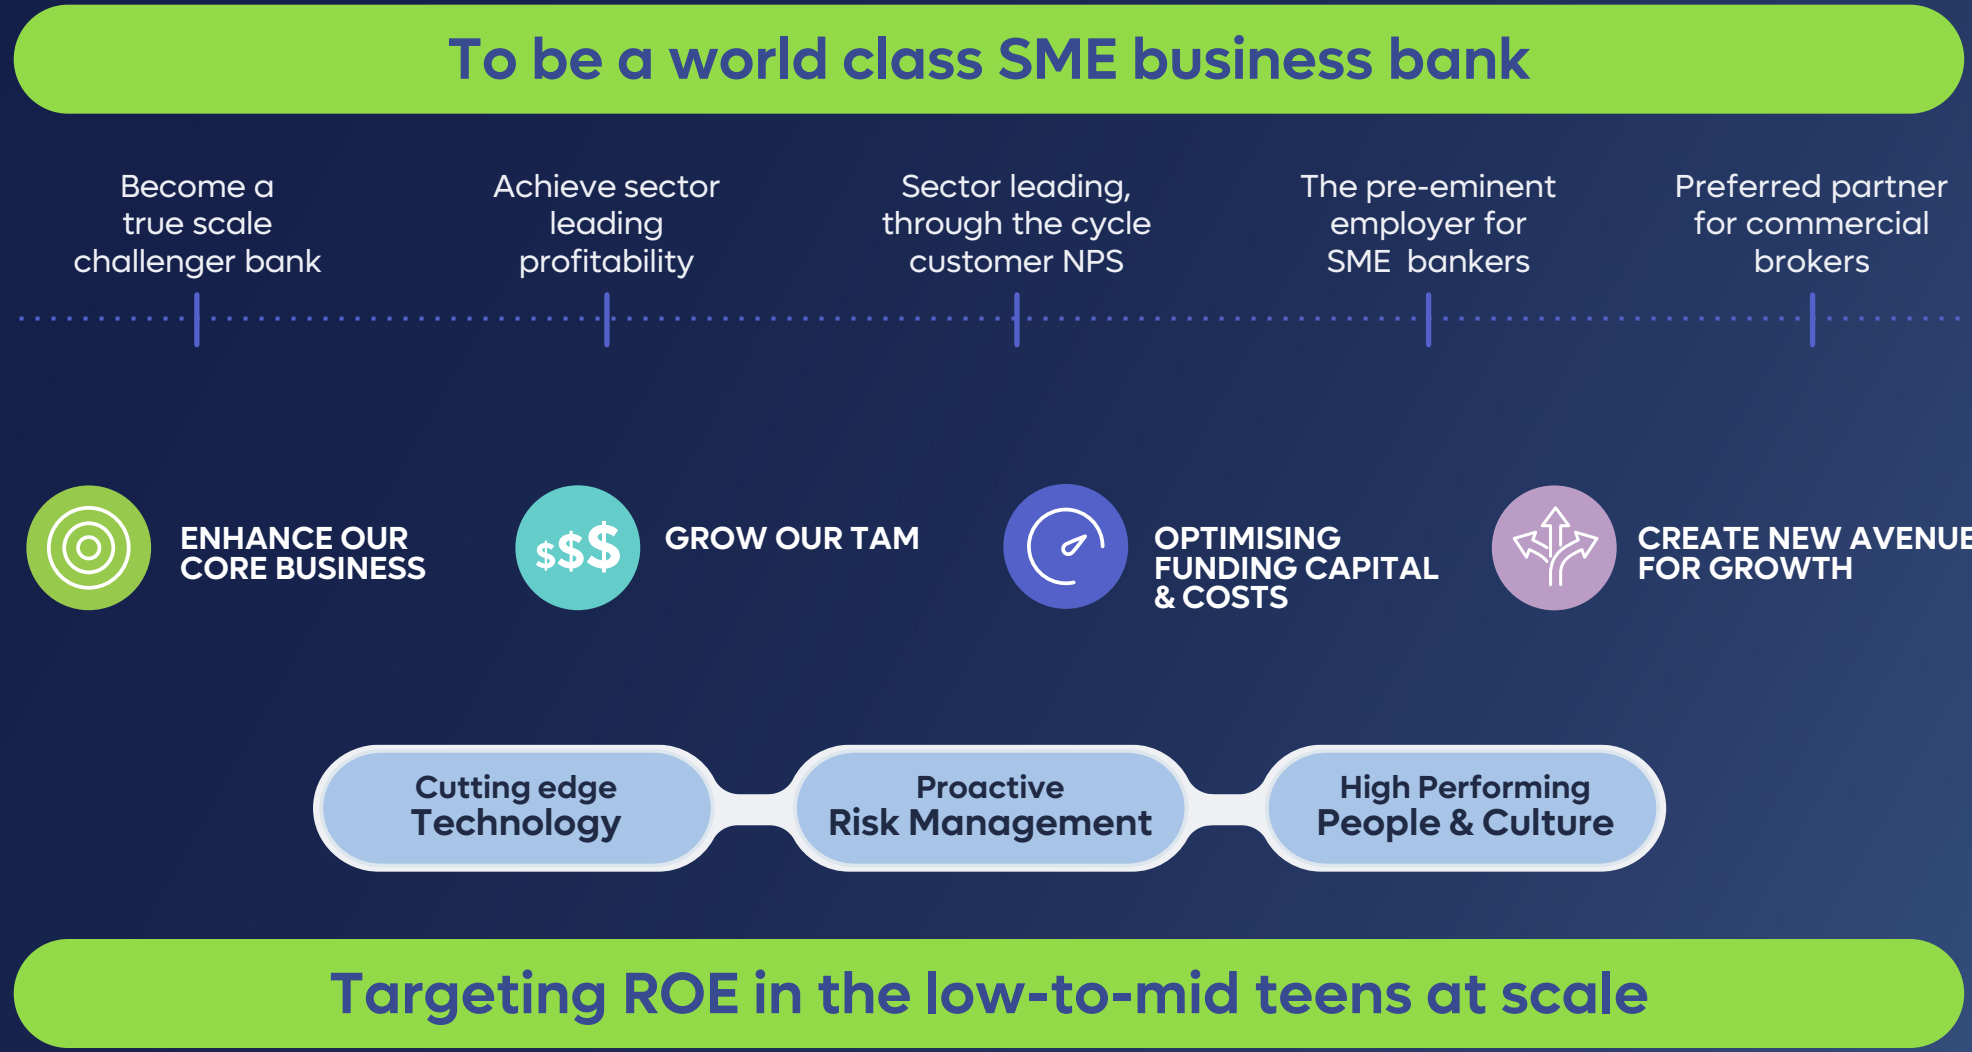 To be a world class SME business bank
Become a
true scale
challenger bank
Achieve sector
leading
profitability
Sector leading,
through the cycle
customer NPS
The pre-eminent
employer for
SME bankers
Preferred partner
for commercial
brokers
ENHANCE OUR
CORE BUSINESS
$$$
GROW OUR TAM
OPTIMISING
FUNDING CAPITAL
& COSTS
CREATE NEW AVENUE
FOR GROWTH
Cutting edge
Technology
Proactive
Risk Management
High Performing
People & Culture
Targeting ROE in the low-to-mid teens at scale